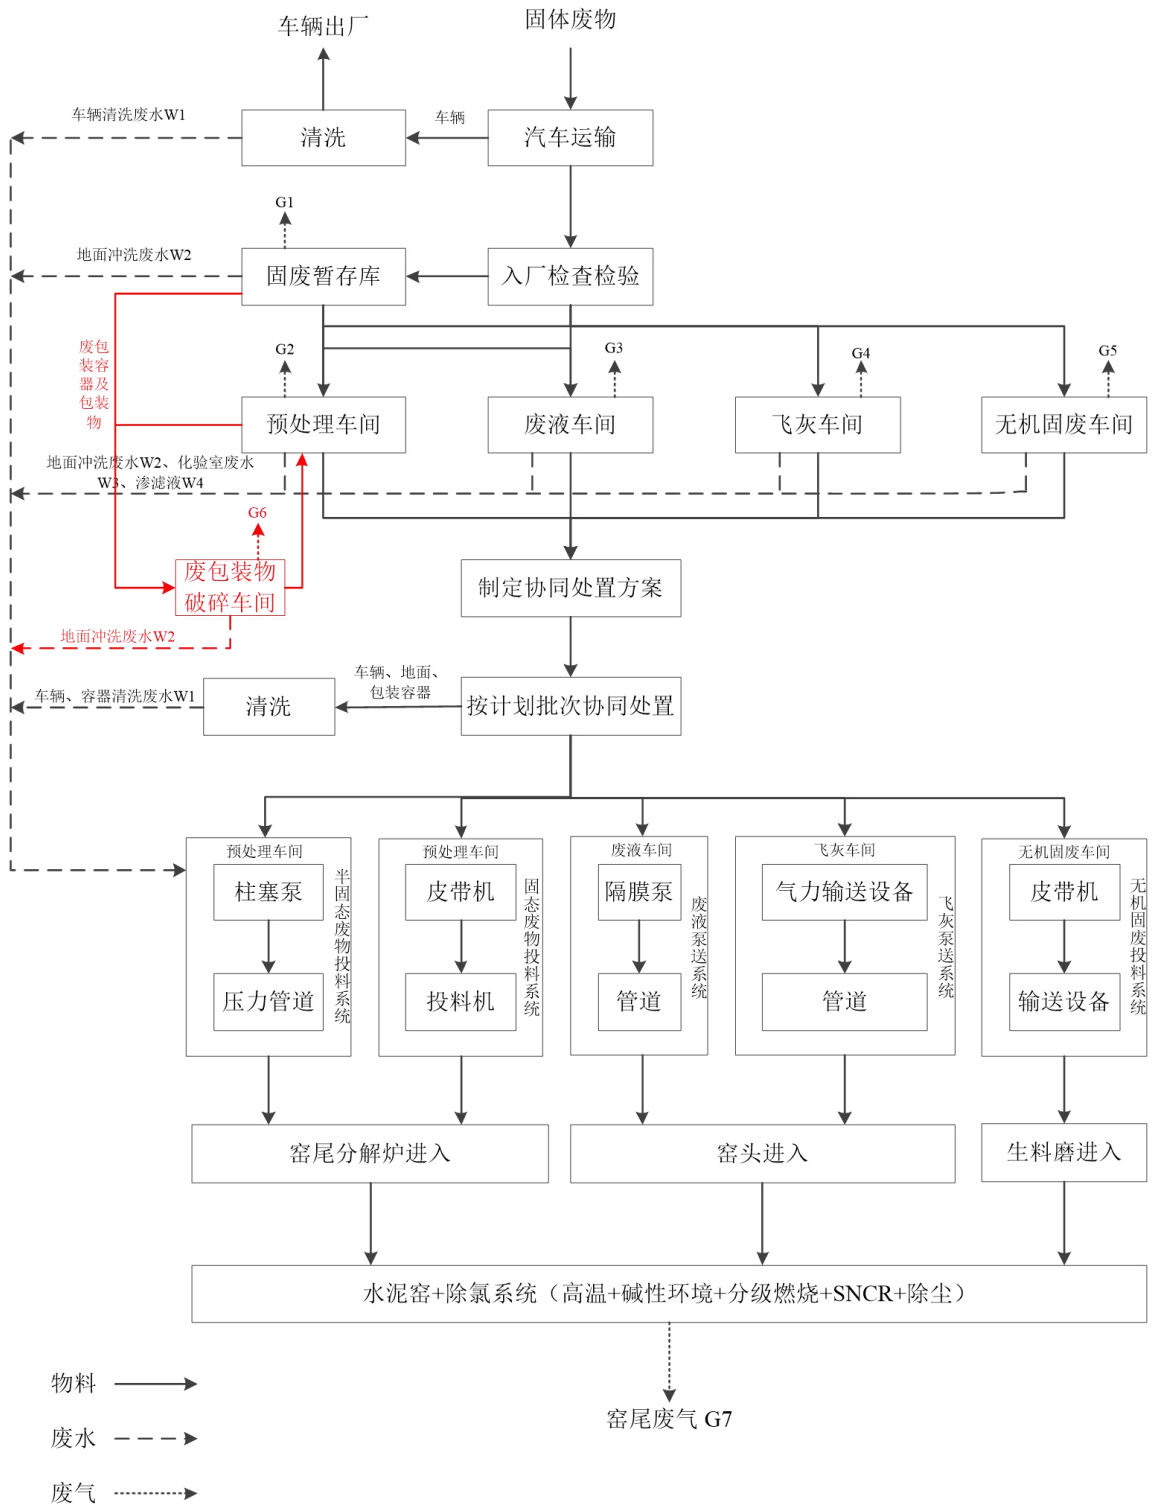 车辆出厂
固体废物
车辆清洗废水W1
清洗
车辆
汽车运输
G1
地面冲洗废水W2
固废暂存库
入厂检查检验
废包
装容
器及
包装
物
G2
G3
G4
G5
预处理车间
废液车间
飞灰车间
无机固废车间
地面冲洗废水W2、化验室废水
W3、渗滤液W4
G6
废包装物
破碎车间
制定协同处置方案
地面冲洗废水W2
车辆、地面、
包装容器
车辆、容器清洗废水W1
清洗
按计划批次协同处置
预处理车间
柱塞泵
压力管道
半固态废物投料系统
预处理车间
皮带机
投料机
固态废物投料系统
废液车间
隔膜泵
管道
废液泵送系统
飞灰车间
气力输送设备
管道
飞灰泵送系统
无机固废车间
皮带机
输送设备
无机固废投料系统
窑尾分解炉进入
窑头进入
生料磨进入
水泥窑+除氯系统（高温+碱性环境+分级燃烧+SNCR+除尘）
物料
窑尾废气 G7
废水
废气